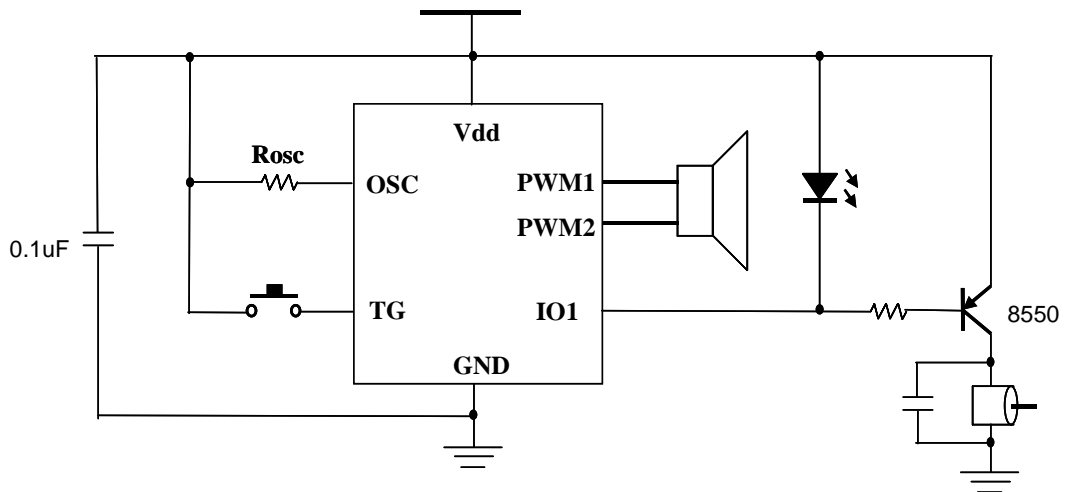 Vdd
Rosc
OSC
PWM1
PWM2
0.1uF
TG
IO1
8550
GND